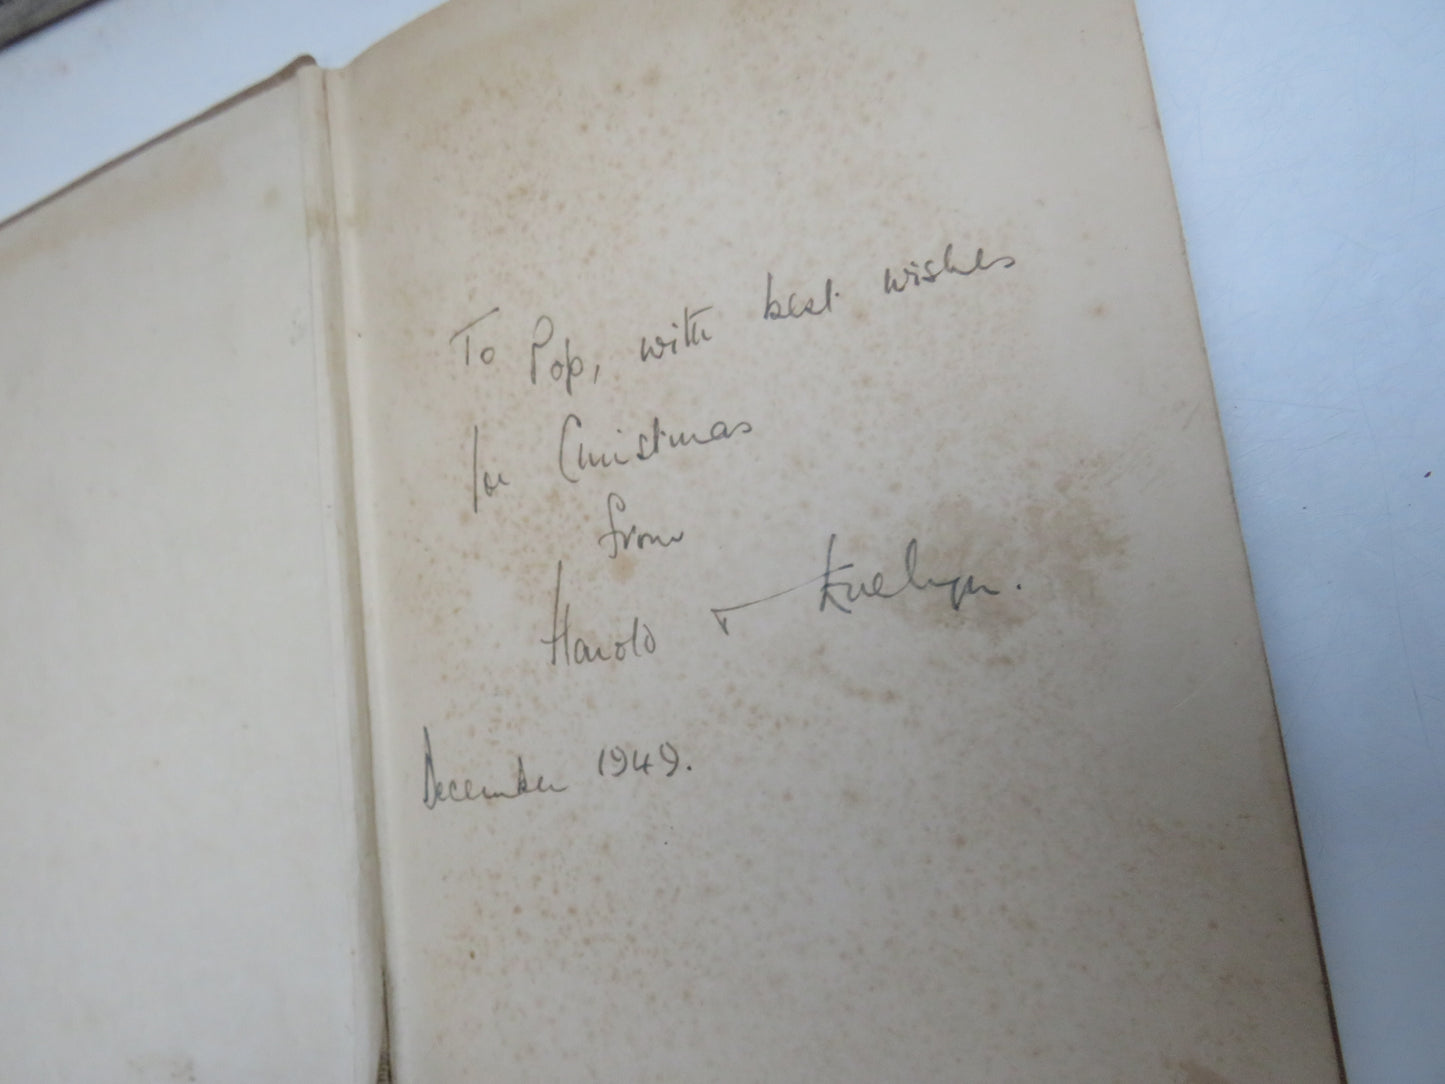 To Pop, with best wishes
for Christmas
from
Harold & Evelyn.
December 1949.